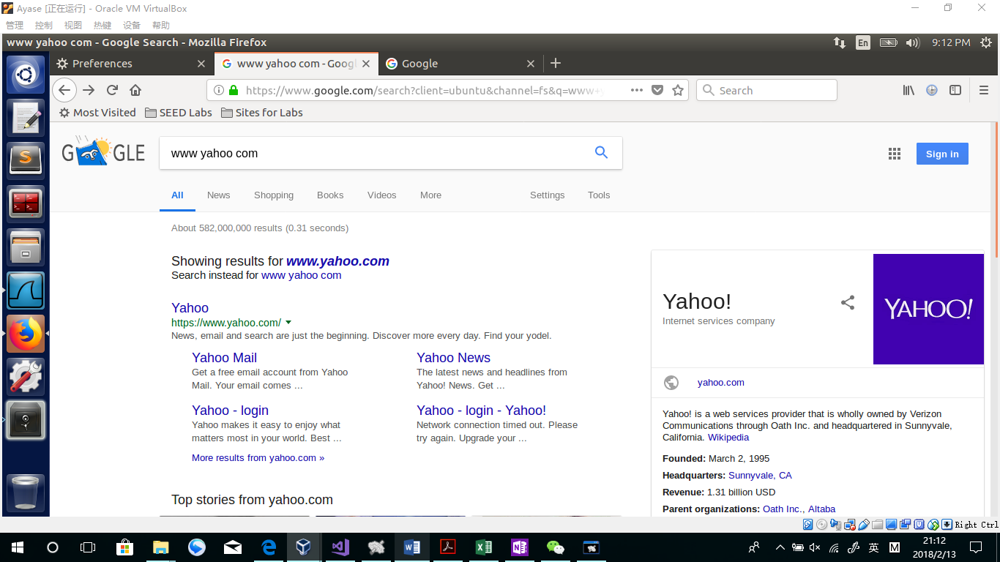 Ayase [正在运行] - Oracle VM VirtualBox
管理 控制 视图 热键 设备 帮助
www yahoo com - Google Search - Mozilla Firefox
En
9:12 PM
Preferences
www yahoo com - Googl
Google
https://www.google.com/search?client=ubuntu&channel=fs&q=www+y
Search
Most Visited
SEED Labs
Sites for Labs
G GLE
www yahoo com
Sign in
All News Shopping Books Videos More Settings Tools
About 582,000,000 results (0.31 seconds)
Showing results for www.yahoo.com
Search instead for www yahoo com
Yahoo
https://www.yahoo.com/
News, email and search are just the beginning. Discover more every day. Find your yodel.
Yahoo Mail
Get a free email account from Yahoo
Mail. Your email comes ...
Yahoo News
The latest news and headlines from
Yahoo! News. Get ...
Yahoo - login
Yahoo makes it easy to enjoy what
matters most in your world. Best ...
Yahoo - login - Yahoo!
Network connection timed out. Please
try again. Upgrade your ...
More results from yahoo.com »
Top stories from yahoo.com
Yahoo!
Internet services company
YAHOO!
yahoo.com
Yahoo! is a web services provider that is wholly owned by Verizon
Communications through Oath Inc. and headquartered in Sunnyvale,
California. Wikipedia
Founded: March 2, 1995
Headquarters: Sunnyvale, CA
Revenue: 1.31 billion USD
Parent organizations: Oath Inc., Altaba
Right Ctrl
英
M
21:12
2018/2/13